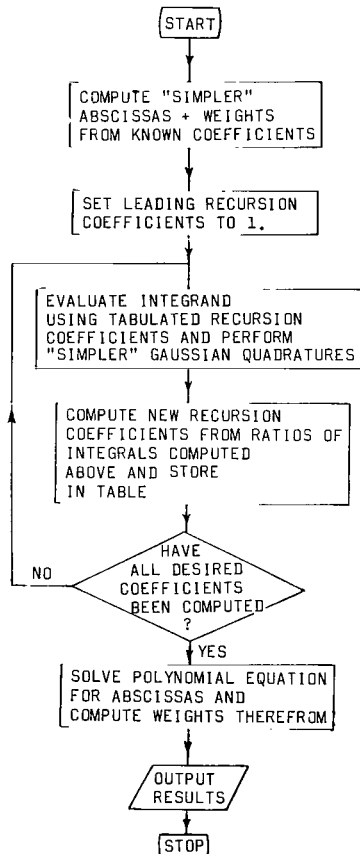 START
COMPUTE "SIMPLER"
ABSCISSAS + WEIGHTS
FROM KNOWN COEFFICIENTS
SET LEADING RECURSION
COEFFICIENTS TO 1.
EVALUATE INTEGRAND
USING TABULATED RECURSION
COEFFICIENTS AND PERFORM
"SIMPLER" GAUSSIAN QUADRATURES
COMPUTE NEW RECURSION
COEFFICIENTS FROM RATIOS OF
INTEGRALS COMPUTED
ABOVE AND STORE
IN TABLE
HAVE
ALL DESIRED
COEFFICIENTS
BEEN COMPUTED
?
NO
YES
SOLVE POLYNOMIAL EQUATION
FOR ABSCISSAS AND
COMPUTE WEIGHTS THEREFROM
OUTPUT
RESULTS
STOP